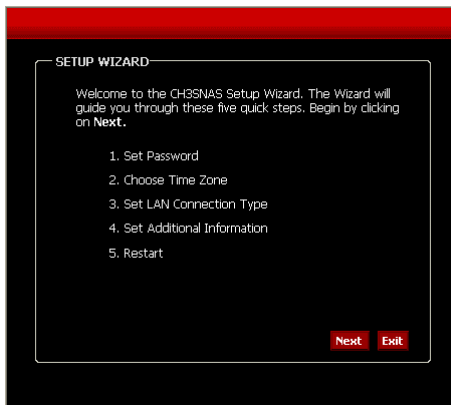 SETUP WIZARD
Welcome to the CH3SNAS Setup Wizard. The Wizard will
guide you through these five quick steps. Begin by clicking
on Next.
1. Set Password
2. Choose Time Zone
3. Set LAN Connection Type
4. Set Additional Information
5. Restart
Next Exit